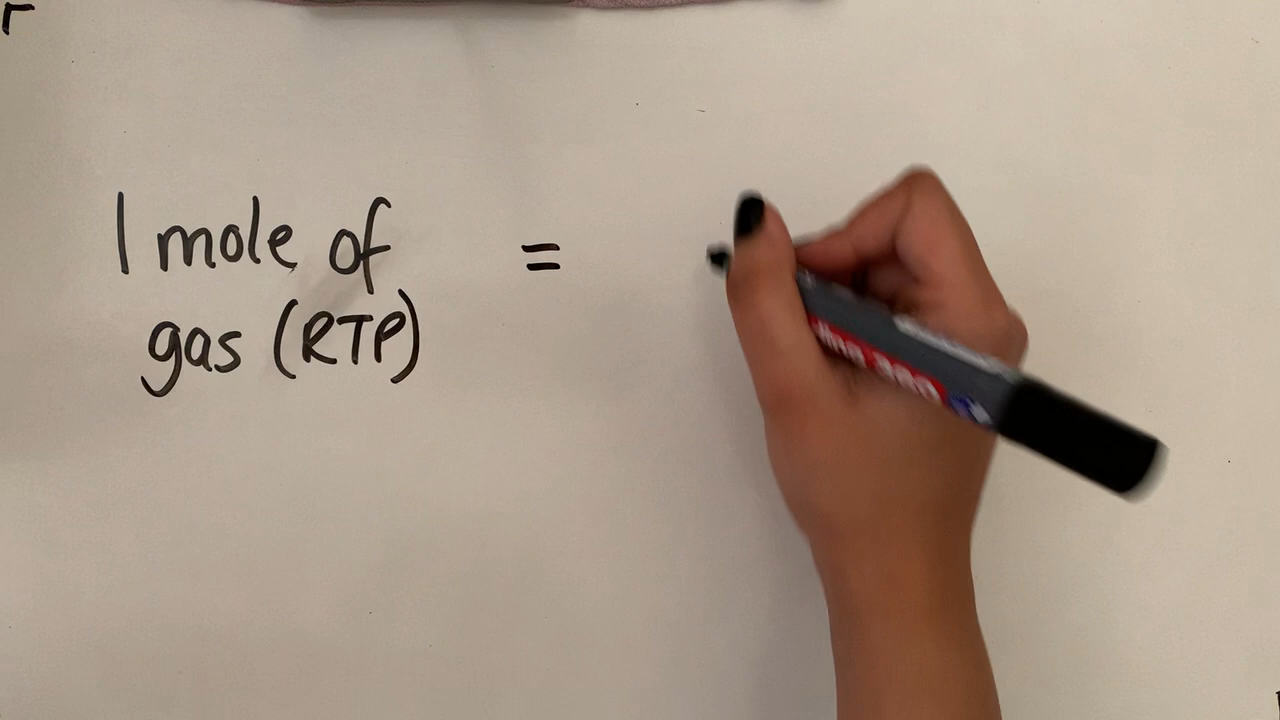 1 mole of =
gas (RTP)